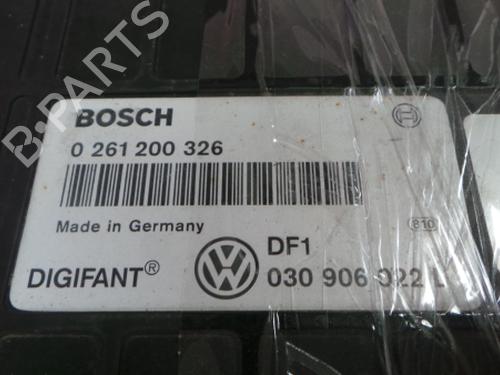 B-PARTS
BOSCH
0 261 200 326
Made in Germany
810
DF1
DIGIFANT®
030 906 022 L